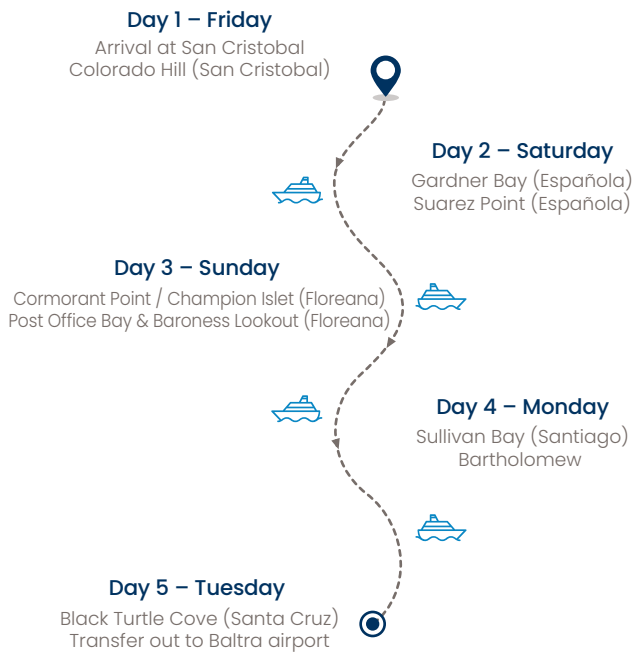 Day 1 – Friday
Arrival at San Cristobal
Colorado Hill (San Cristobal)
Day 2 – Saturday
Gardner Bay (Española)
Suarez Point (Española)
Day 3 – Sunday
Cormorant Point / Champion Islet (Floreana)
Post Office Bay & Baroness Lookout (Floreana)
Day 4 – Monday
Sullivan Bay (Santiago)
Bartholomew
Day 5 – Tuesday
Black Turtle Cove (Santa Cruz)
Transfer out to Baltra airport